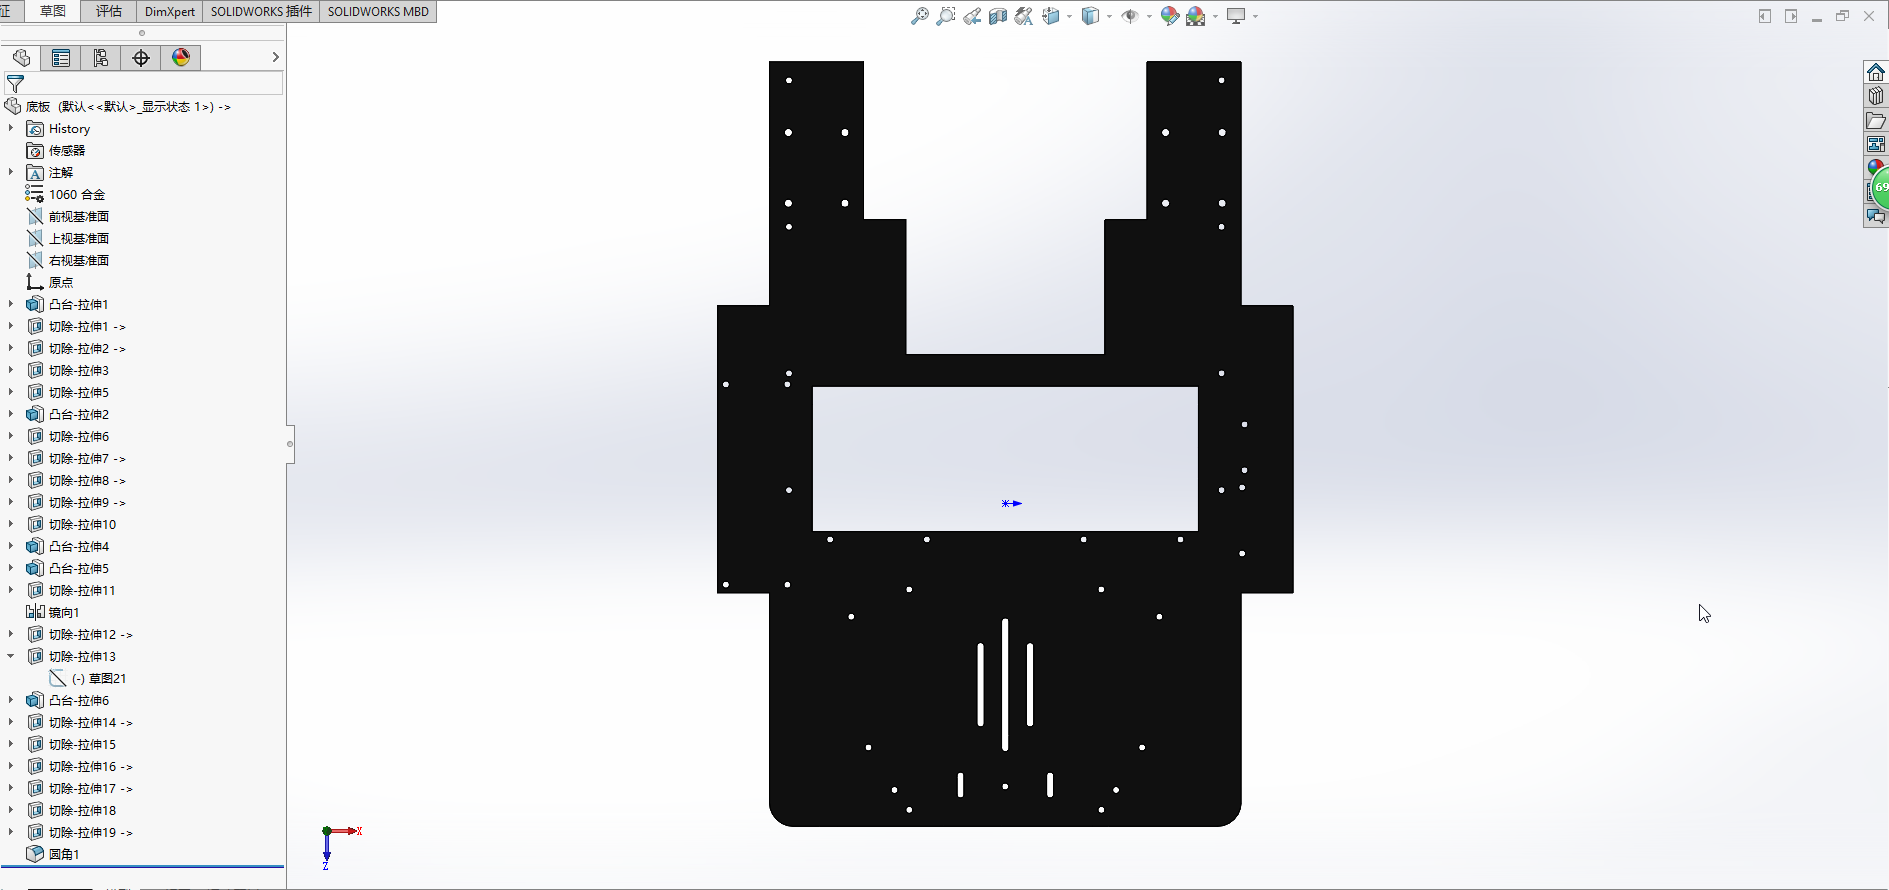 征 草图 评估 DimXpert SOLIDWORKS 插件 SOLIDWORKS MBD
底板 (默认<<默认>_显示状态 1>) ->
History
传感器
注解
1060 合金
前视基准面
上视基准面
右视基准面
原点
凸台-拉伸1
切除-拉伸1 ->
切除-拉伸2 ->
切除-拉伸3
切除-拉伸5
凸台-拉伸2
切除-拉伸6
切除-拉伸7 ->
切除-拉伸8 ->
切除-拉伸9 ->
切除-拉伸10
凸台-拉伸4
凸台-拉伸5
切除-拉伸11
镜向1
切除-拉伸12 ->
切除-拉伸13
(-) 草图21
凸台-拉伸6
切除-拉伸14 ->
切除-拉伸15
切除-拉伸16 ->
切除-拉伸17 ->
切除-拉伸18
切除-拉伸19 ->
圆角1
X
Z
69